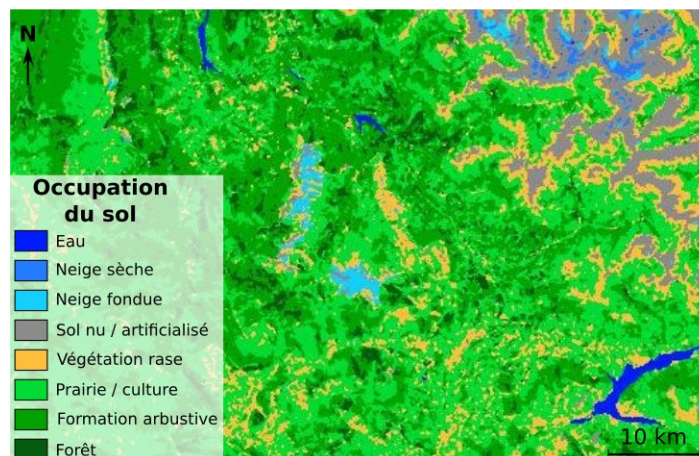 N
Occupation
du sol
Eau
Neige sèche
Neige fondue
Sol nu / artificialisé
Végétation rase
Prairie / culture
Formation arbustive
Forêt
10 km